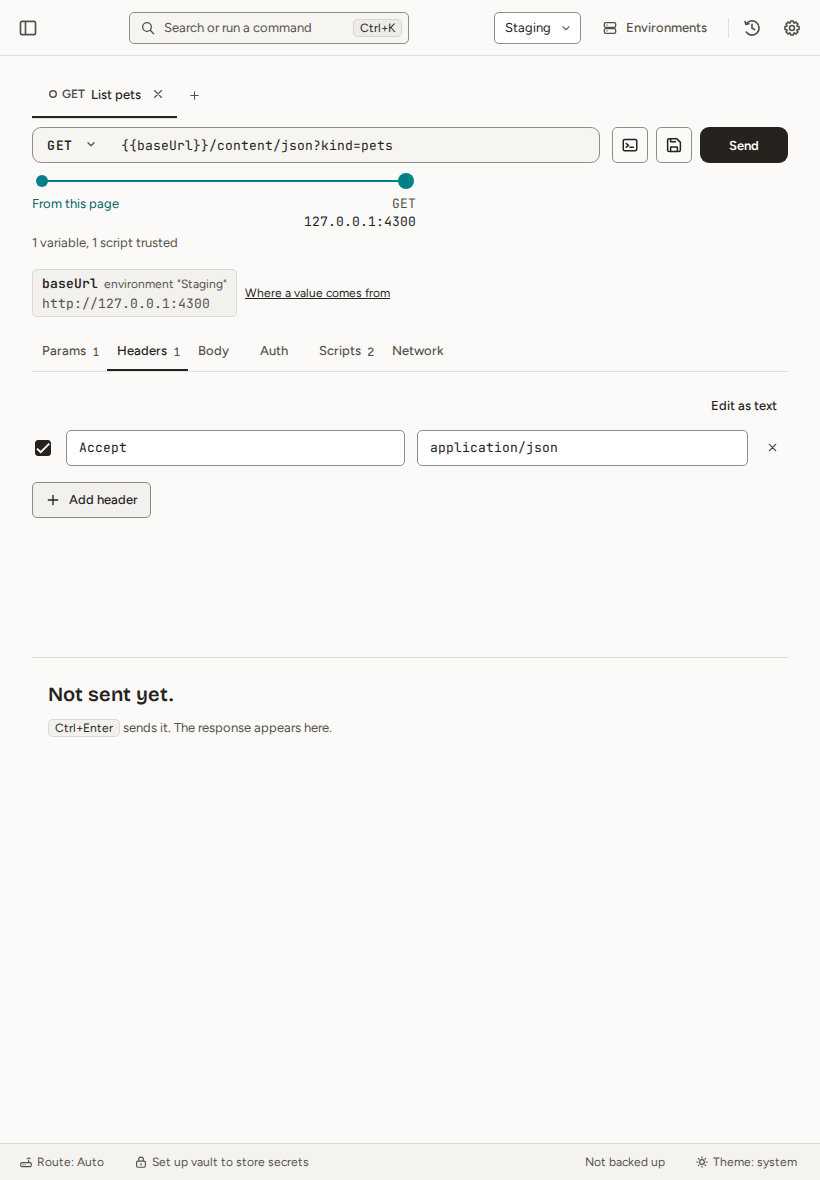 Search or run a command Ctrl+K Staging Environments
GET List pets
GET {{baseUrl}}/content/json?kind=pets Send
From this page GET
127.0.0.1:4300
1 variable, 1 script trusted
baseUrl environment "Staging"
http://127.0.0.1:4300
Where a value comes from
Params 1 Headers 1 Body Auth Scripts 2 Network
Edit as text
Accept application/json
Add header
Not sent yet.
Ctrl+Enter sends it. The response appears here.
Route: Auto Set up vault to store secrets Not backed up Theme: system